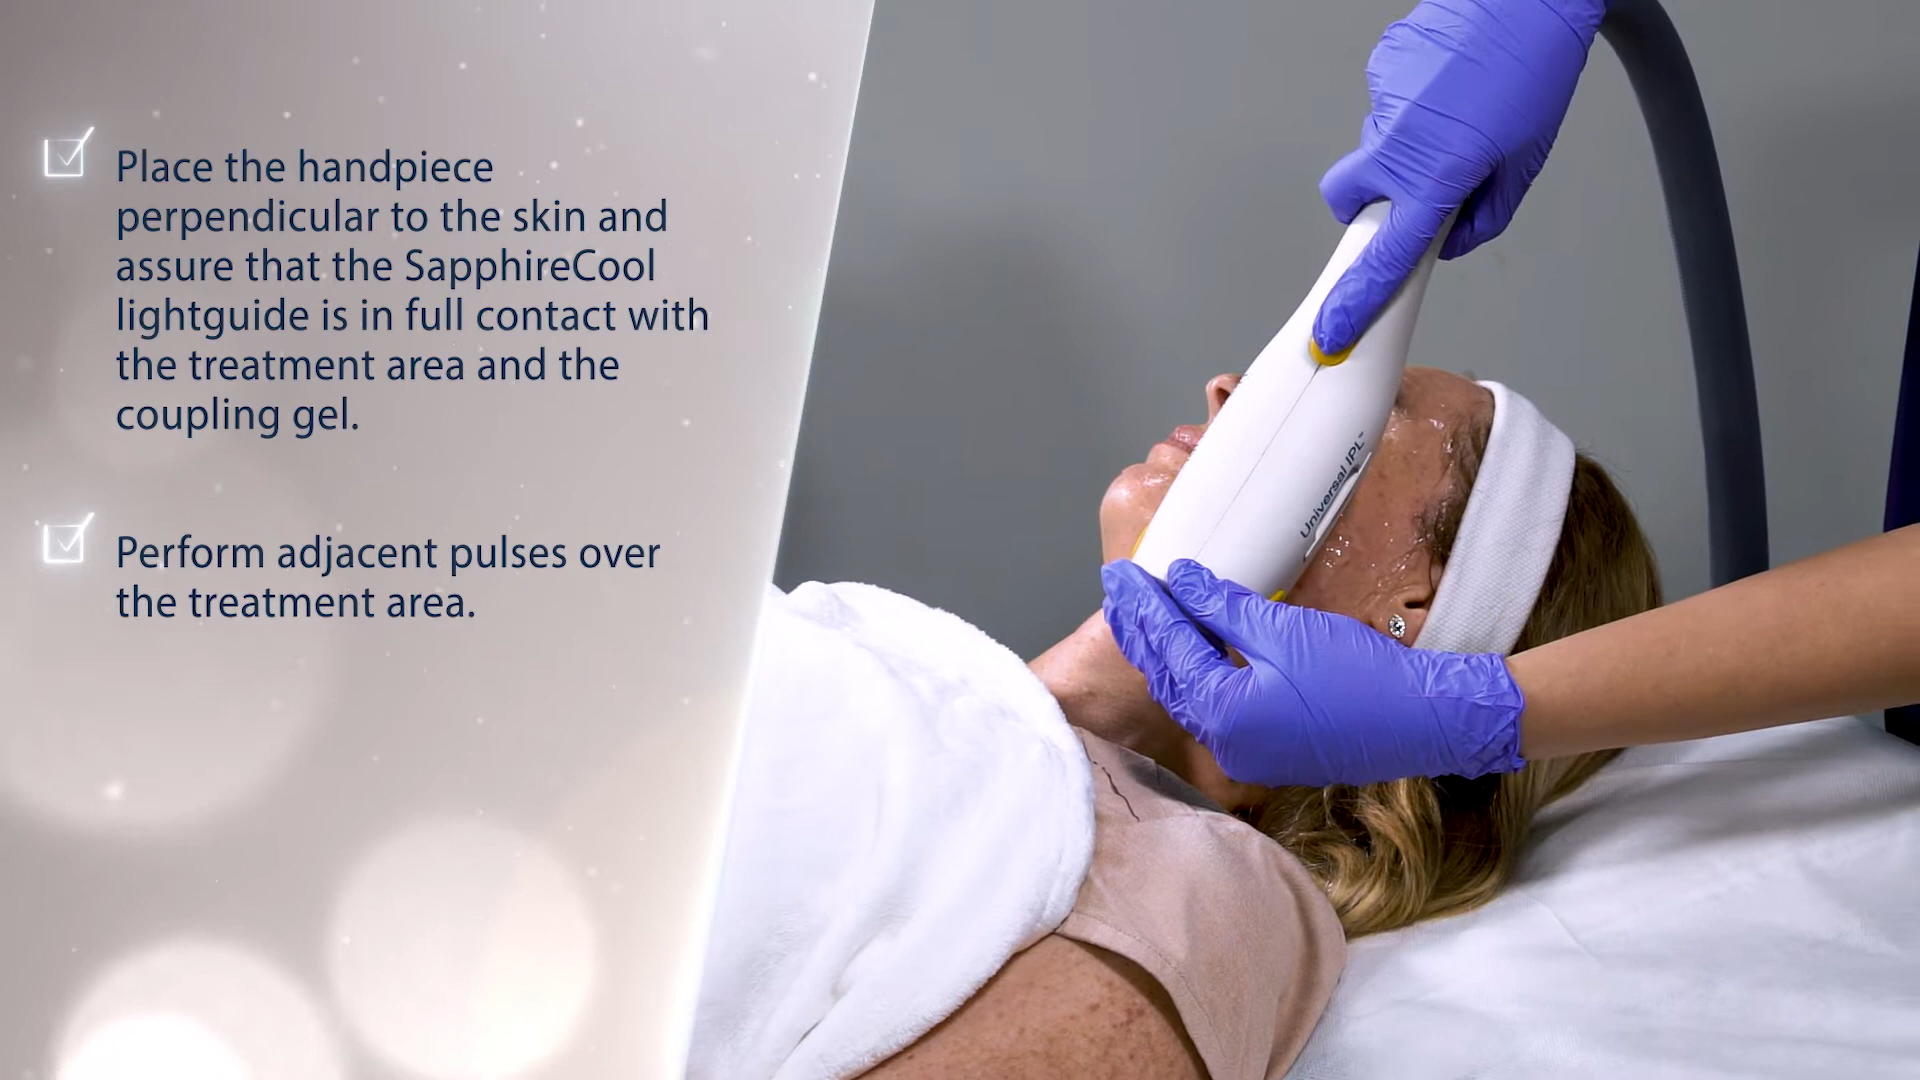 Place the handpiece
perpendicular to the skin and
assure that the SapphireCool
lightguide is in full contact with
the treatment area and the
coupling gel.
Perform adjacent pulses over
the treatment area.
Universal IPL™